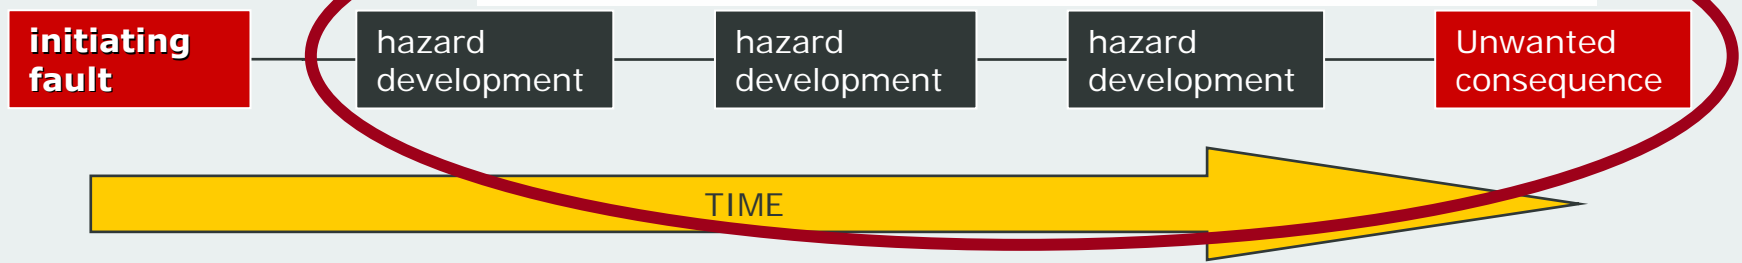 initiating
fault
hazard
development
hazard
development
hazard
development
Unwanted
consequence
TIME